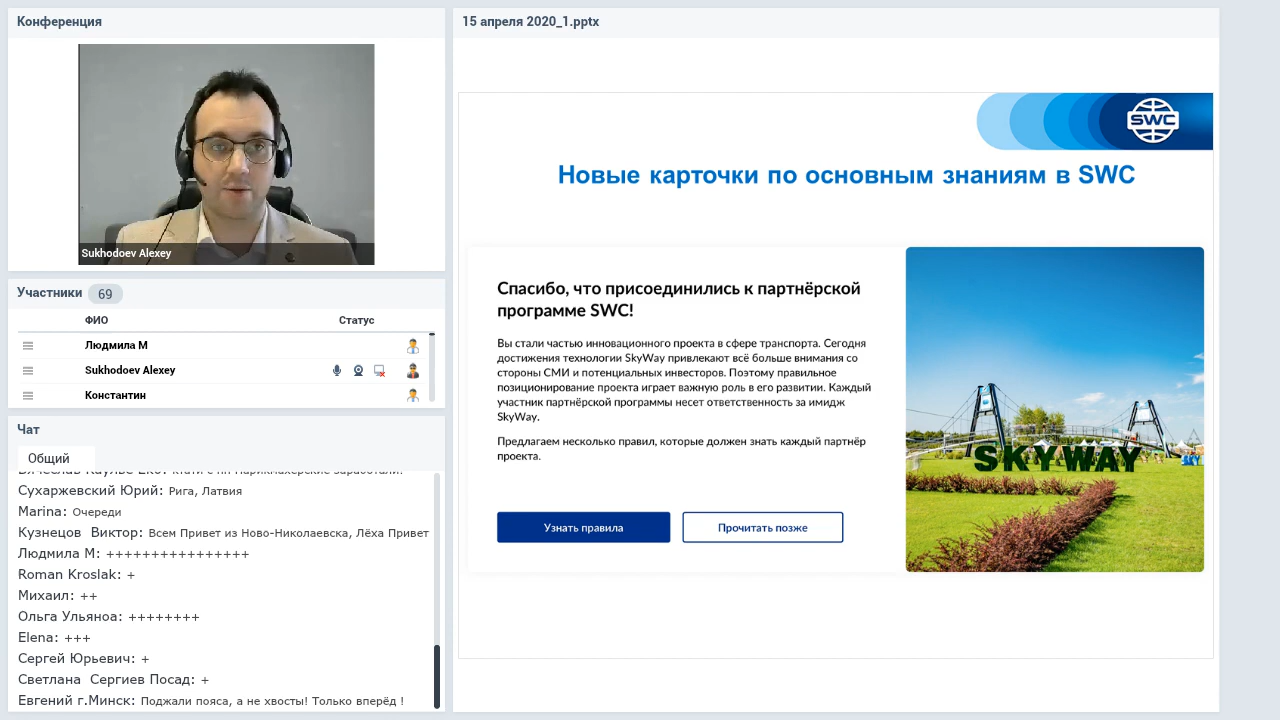 Конференция
Sukhodoev Alexey
Участники 69
ФИО Статус
Людмила М
Sukhodoev Alexey
Константин
Чат
Общий
Сухаржевский Юрий: Рига, Латвия
Marina: Очереди
Кузнецов Виктор: Всем Привет из Ново-Николаевска, Лёха Привет
Людмила М: ++++++++++++++++
Roman Kroslak: +
Михаил: ++
Ольга Ульяноа: ++++++++
Elena: +++
Сергей Юрьевич: +
Светлана Сергиев Посад: +
Евгений г.Минск: Поджали пояса, а не хвосты! Только вперёд !
15 апреля 2020_1.pptx
SWC
Новые карточки по основным знаниям в SWC
Спасибо, что присоединились к партнёрской
программе SWC!
Вы стали частью инновационного проекта в сфере транспорта. Сегодня
достижения технологии SkyWay привлекают всё больше внимания со
стороны СМИ и потенциальных инвесторов. Поэтому правильное
позиционирование проекта играет важную роль в его развитии. Каждый
участник партнёрской программы несет ответственность за имидж
SkyWay.
Предлагаем несколько правил, которые должен знать каждый партнёр
проекта.
Узнать правила
Прочитать позже
SKYWAY